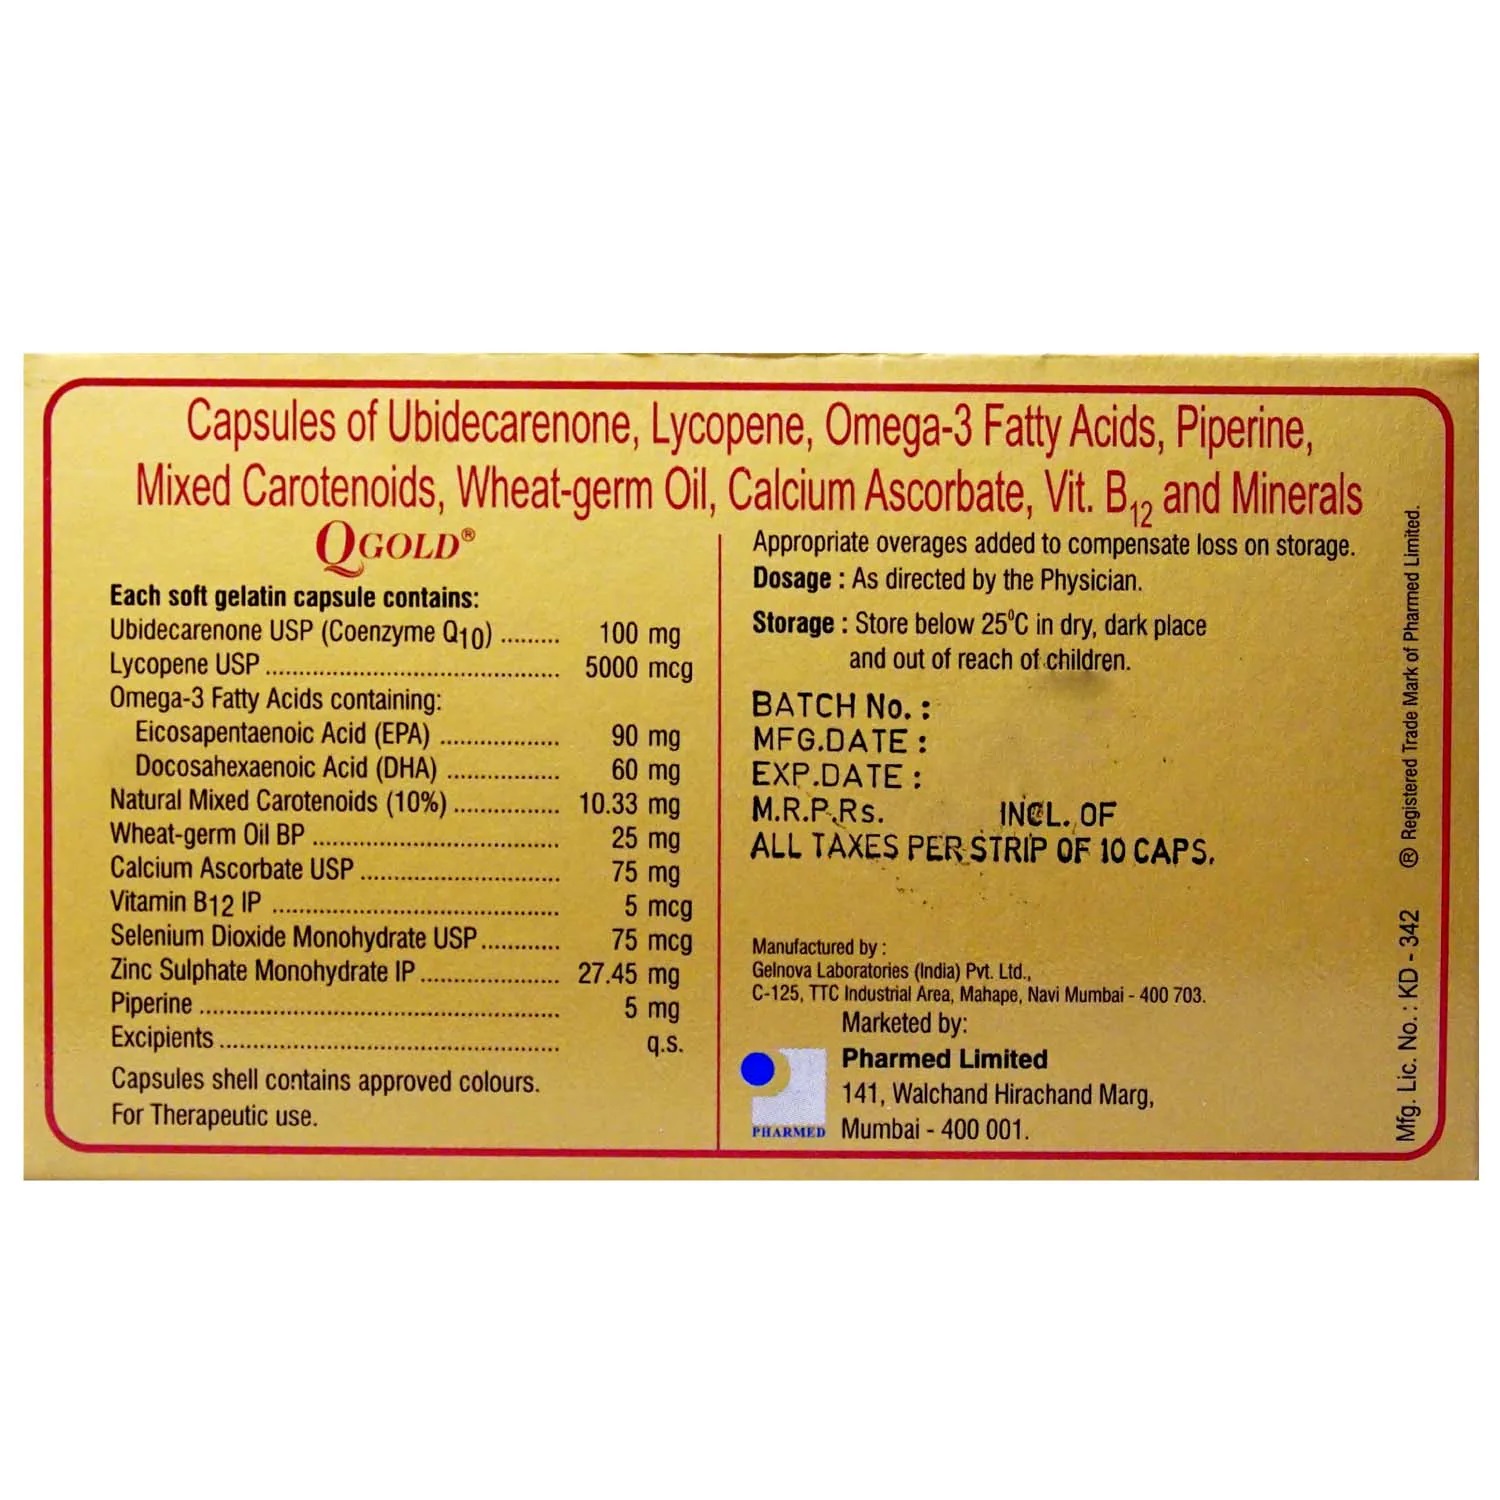 Capsules of Ubidecarenone, Lycopene, Omega-3 Fatty Acids, Piperine,
Mixed Carotenoids, Wheat-germ Oil, Calcium Ascorbate, Vit. B12 and Minerals
QGOLD®
Each soft gelatin capsule contains:
Ubidecarenone USP (Coenzyme Q10) ......... 100 mg
Lycopene USP ........................................... 5000 mcg
Omega-3 Fatty Acids containing:
Eicosapentaenoic Acid (EPA) .................. 90 mg
Docosahexaenoic Acid (DHA) ................. 60 mg
Natural Mixed Carotenoids (10%) ................ 10.33 mg
Wheat-germ Oil BP ..................................... 25 mg
Calcium Ascorbate USP .............................. 75 mg
Vitamin B12 IP ........................................... 5 mcg
Selenium Dioxide Monohydrate USP............ 75 mcg
Zinc Sulphate Monohydrate IP ..................... 27.45 mg
Piperine ...................................................... 5 mg
Excipients ................................................... q.s.
Capsules shell contains approved colours.
For Therapeutic use.
Appropriate overages added to compensate loss on storage.
Dosage : As directed by the Physician.
Storage : Store below 25°C in dry, dark place
and out of reach of children.
BATCH No. :
MFG.DATE :
EXP.DATE :
M.R.P.Rs. INCL. OF
ALL TAXES PER STRIP OF 10 CAPS.
Manufactured by :
Gelnova Laboratories (India) Pvt. Ltd.,
C-125, TTC Industrial Area, Mahape, Navi Mumbai - 400 703.
Marketed by:
Pharmed Limited
141, Walchand Hirachand Marg,
Mumbai - 400 001.
PHARMED
Mfg. Lic. No. : KD - 342 ® Registered Trade Mark of Pharmed Limited.